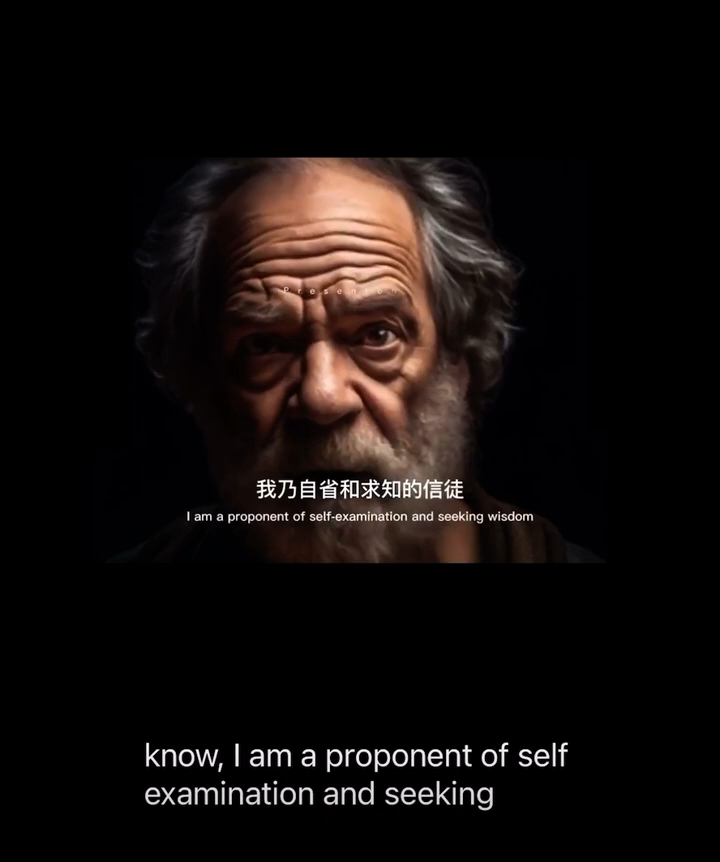 我乃自省和求知的信徒
I am a proponent of self-examination and seeking wisdom
know, I am a proponent of self
examination and seeking